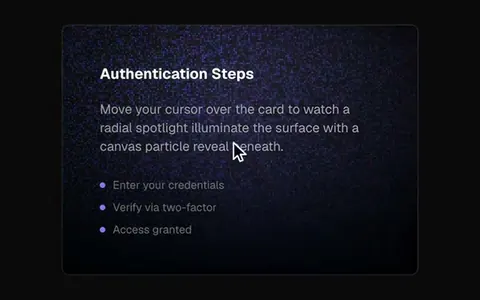 Authentication Steps
Move your cursor over the card to watch a
radial spotlight illuminate the surface with a
canvas particle reveal beneath.
Enter your credentials
Verify via two-factor
Access granted